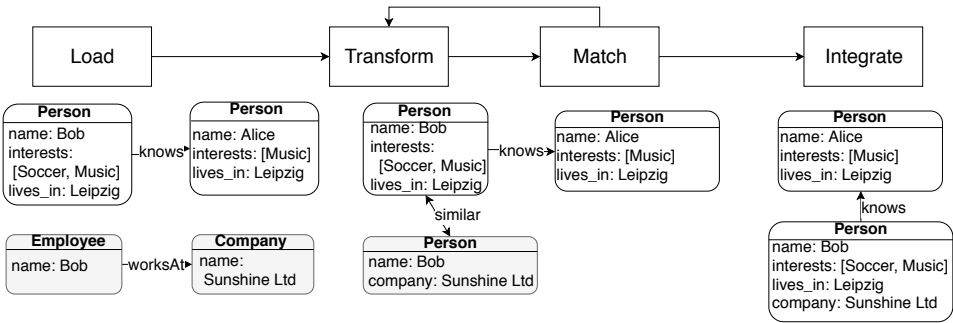 Load
Transform
Match
Integrate
Person
name: Bob
interests:
[Soccer, Music]
lives_in: Leipzig
knows
Person
name: Alice
interests: [Music]
lives_in: Leipzig
Employee
name: Bob
worksAt
Company
name:
Sunshine Ltd
Person
name: Bob
interests:
[Soccer, Music]
lives_in: Leipzig
knows
Person
name: Alice
interests: [Music]
lives_in: Leipzig
similar
Person
name: Bob
company: Sunshine Ltd
Person
name: Alice
interests: [Music]
lives_in: Leipzig
knows
Person
name: Bob
interests: [Soccer, Music]
lives_in: Leipzig
company: Sunshine Ltd